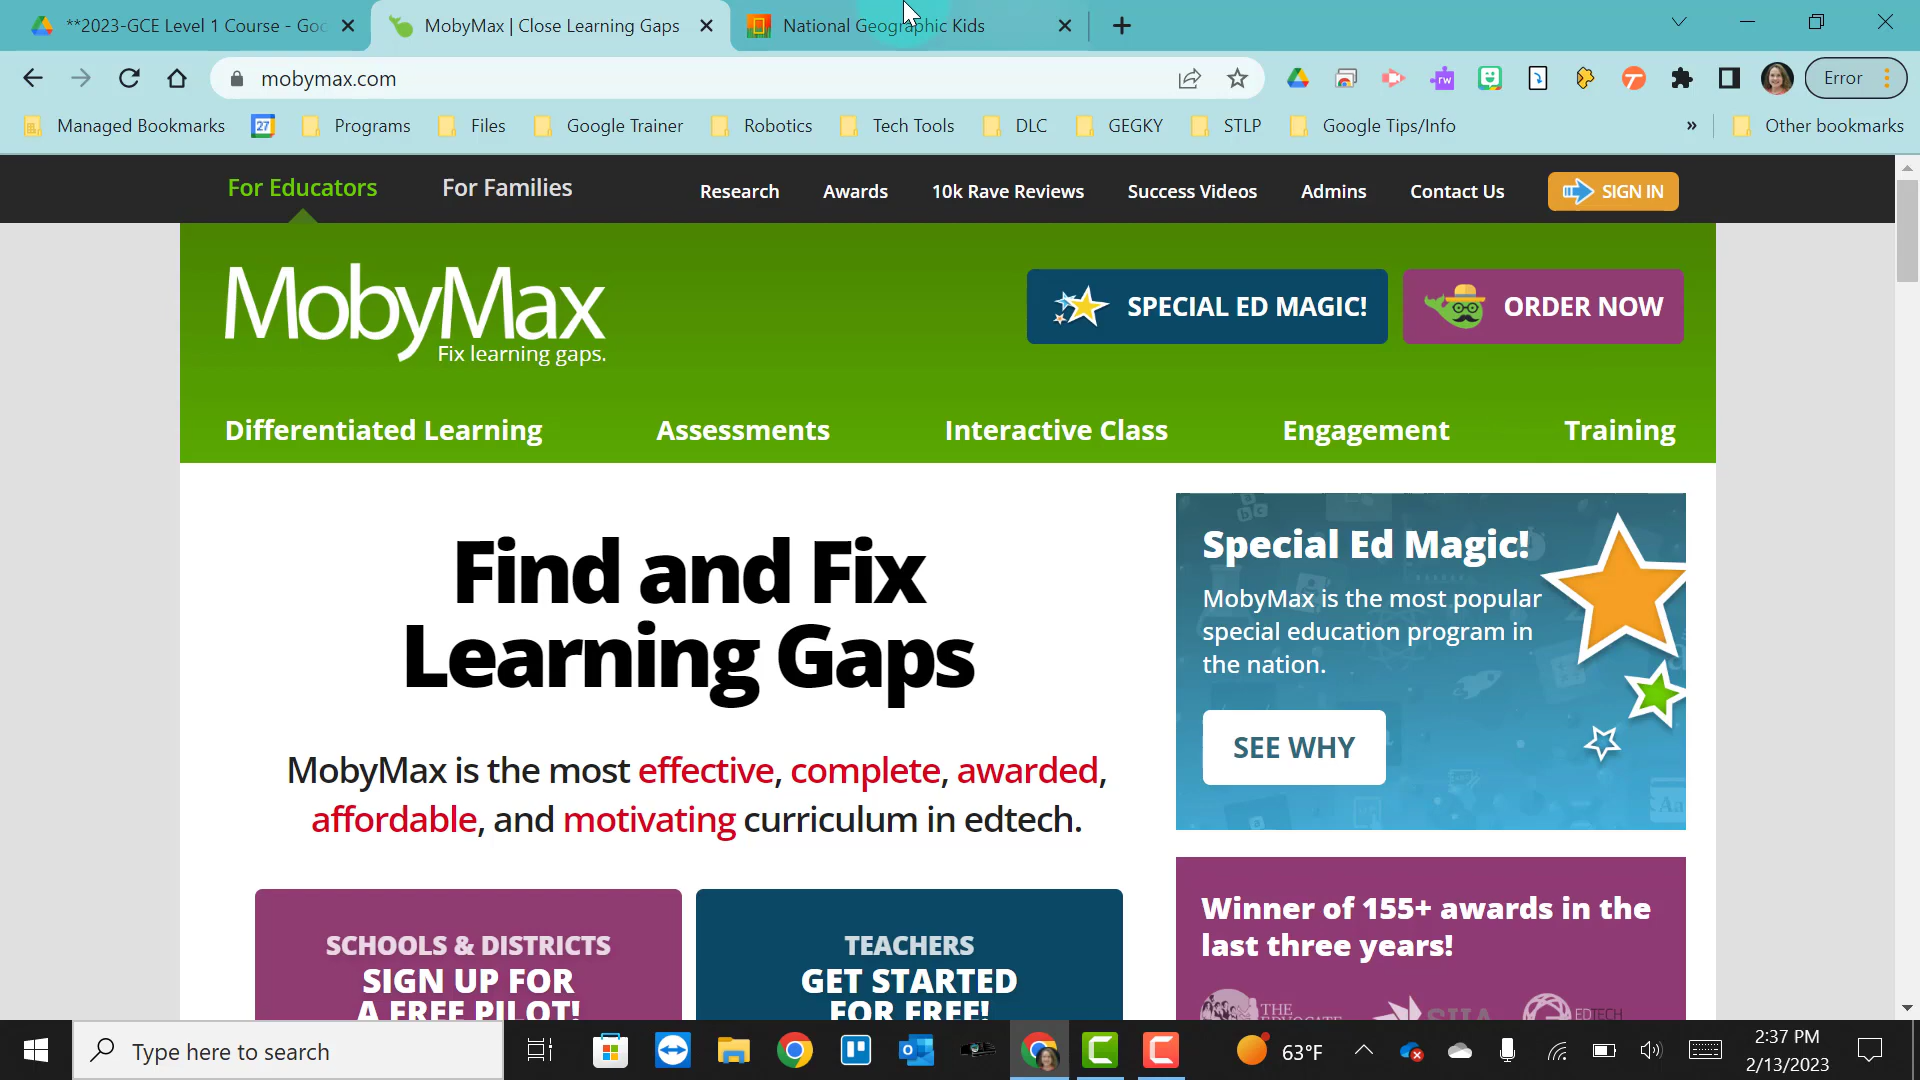 **2023-GCE Level 1 Course - Goo
MobyMax | Close Learning Gaps
National Geographic Kids
mobymax.com
Error
Managed Bookmarks
27
Programs
Files
Google Trainer
Robotics
Tech Tools
DLC
GEGKY
STLP
Google Tips/Info
»
Other bookmarks
For Educators
For Families
Research
Awards
10k Rave Reviews
Success Videos
Admins
Contact Us
SIGN IN
MobyMax
Fix learning gaps.
SPECIAL ED MAGIC!
ORDER NOW
Differentiated Learning
Assessments
Interactive Class
Engagement
Training
Find and Fix
Learning Gaps
MobyMax is the most effective, complete, awarded,
affordable, and motivating curriculum in edtech.
Special Ed Magic!
MobyMax is the most popular
special education program in
the nation.
SEE WHY
SCHOOLS & DISTRICTS
SIGN UP FOR
A FREE PILOT!
TEACHERS
GET STARTED
FOR FREE!
Winner of 155+ awards in the
last three years!
THE
EDVOCATE
SIIA
EDTECH
Type here to search
63°F
2:37 PM
2/13/2023